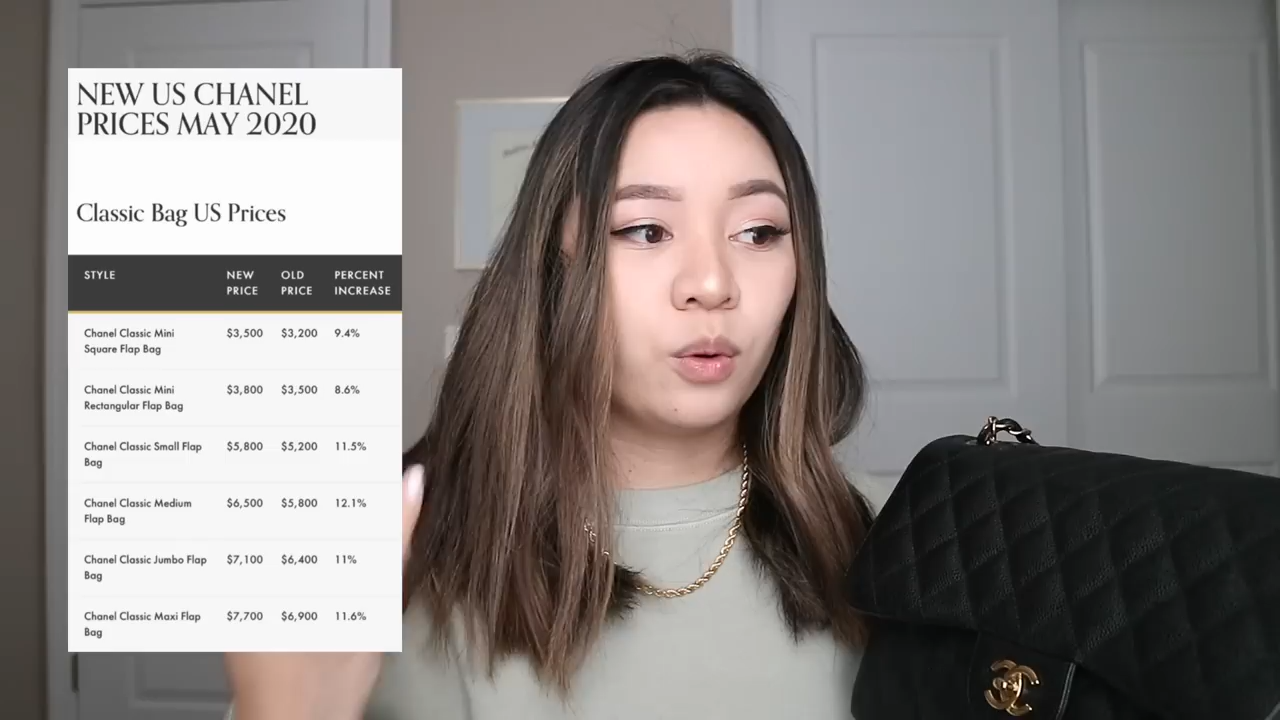 NEW US CHANEL
PRICES MAY 2020
Classic Bag US Prices
STYLE NEW PRICE OLD PRICE PERCENT INCREASE
Chanel Classic Mini Square Flap Bag $3,500 $3,200 9.4%
Chanel Classic Mini Rectangular Flap Bag $3,800 $3,500 8.6%
Chanel Classic Small Flap Bag $5,800 $5,200 11.5%
Chanel Classic Medium Flap Bag $6,500 $5,800 12.1%
Chanel Classic Jumbo Flap Bag $7,100 $6,400 11%
Chanel Classic Maxi Flap Bag $7,700 $6,900 11.6%